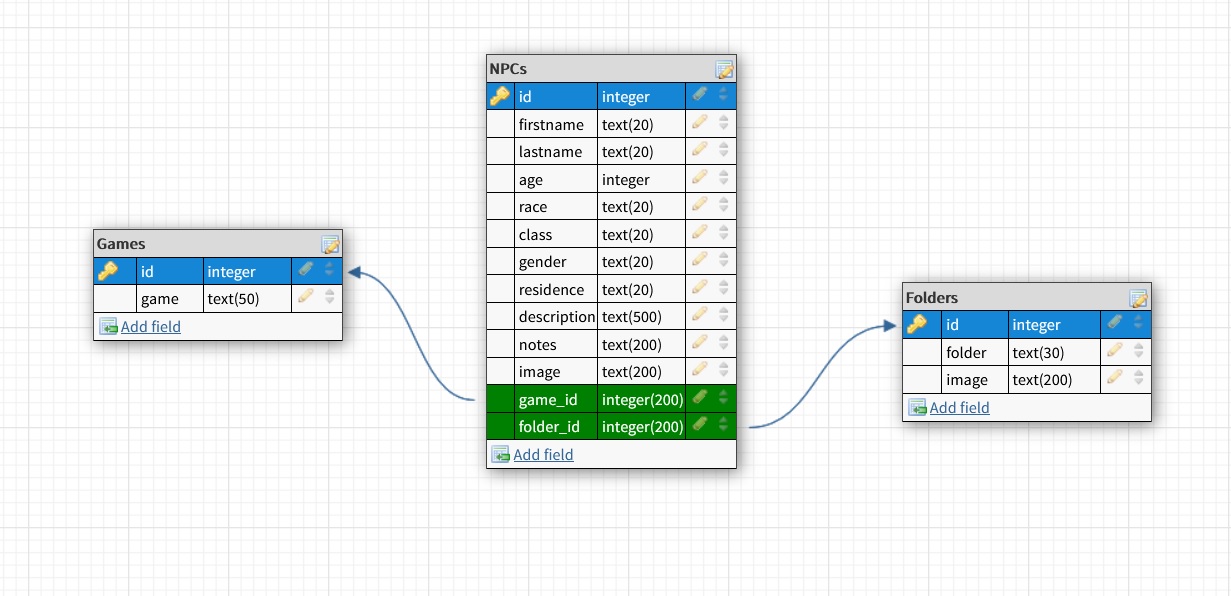 Games
id integer
game text(50)
Add field
NPCs
id integer
firstname text(20)
lastname text(20)
age integer
race text(20)
class text(20)
gender text(20)
residence text(20)
description text(500)
notes text(200)
image text(200)
game_id integer(200)
folder_id integer(200)
Add field
Folders
id integer
folder text(30)
image text(200)
Add field